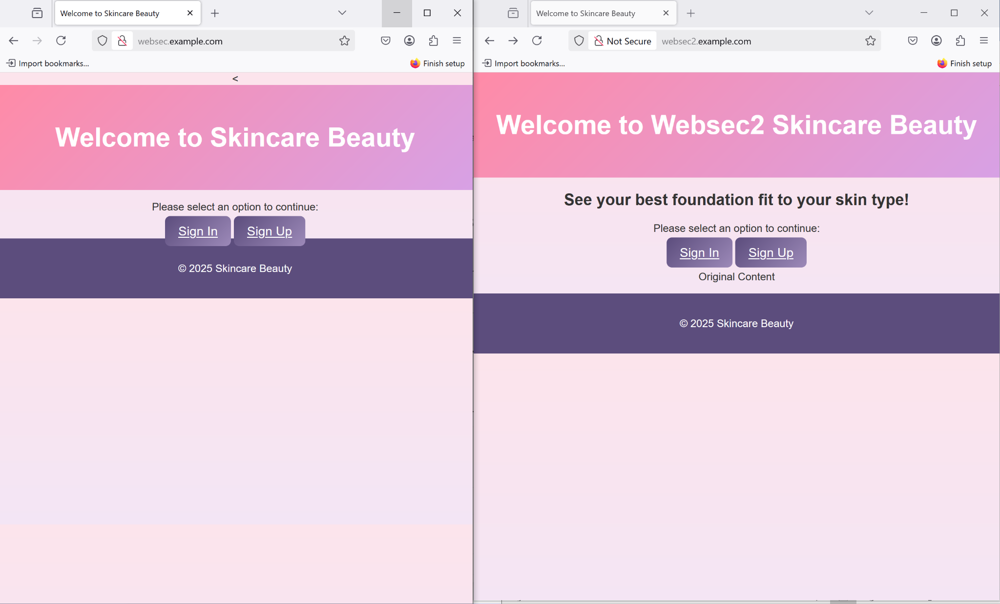 Welcome to Skincare Beauty
websec.example.com
Import bookmarks...
Finish setup
<
Welcome to Skincare Beauty
Please select an option to continue:
Sign In Sign Up
© 2025 Skincare Beauty
Welcome to Skincare Beauty
Not Secure websec2.example.com
Import bookmarks...
Finish setup
Welcome to Websec2 Skincare Beauty
See your best foundation fit to your skin type!
Please select an option to continue:
Sign In Sign Up
Original Content
© 2025 Skincare Beauty